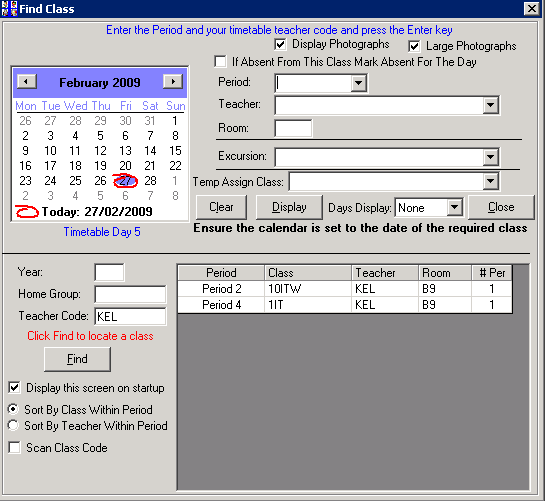 Find Class
Enter the Period and your timetable teacher code and press the Enter key
Display Photographs Large Photographs
If Absent From This Class Mark Absent For The Day
February 2009
Mon Tue Wed Thu Fri Sat Sun
26 27 28 29 30 31 1
2 3 4 5 6 7 8
9 10 11 12 13 14 15
16 17 18 19 20 21 22
23 24 25 26 27 28 1
2 3 4 5 6 7 8
Today: 27/02/2009
Timetable Day 5
Period:
Teacher:
Room:
Excursion:
Temp Assign Class:
Clear Display Days Display: None Close
Ensure the calendar is set to the date of the required class
Year:
Home Group:
Teacher Code: KEL
Click Find to locate a class
Find
Display this screen on startup
Sort By Class Within Period
Sort By Teacher Within Period
Scan Class Code
Period Class Teacher Room # Per
Period 2 10ITW KEL B9 1
Period 4 1IT KEL B9 1